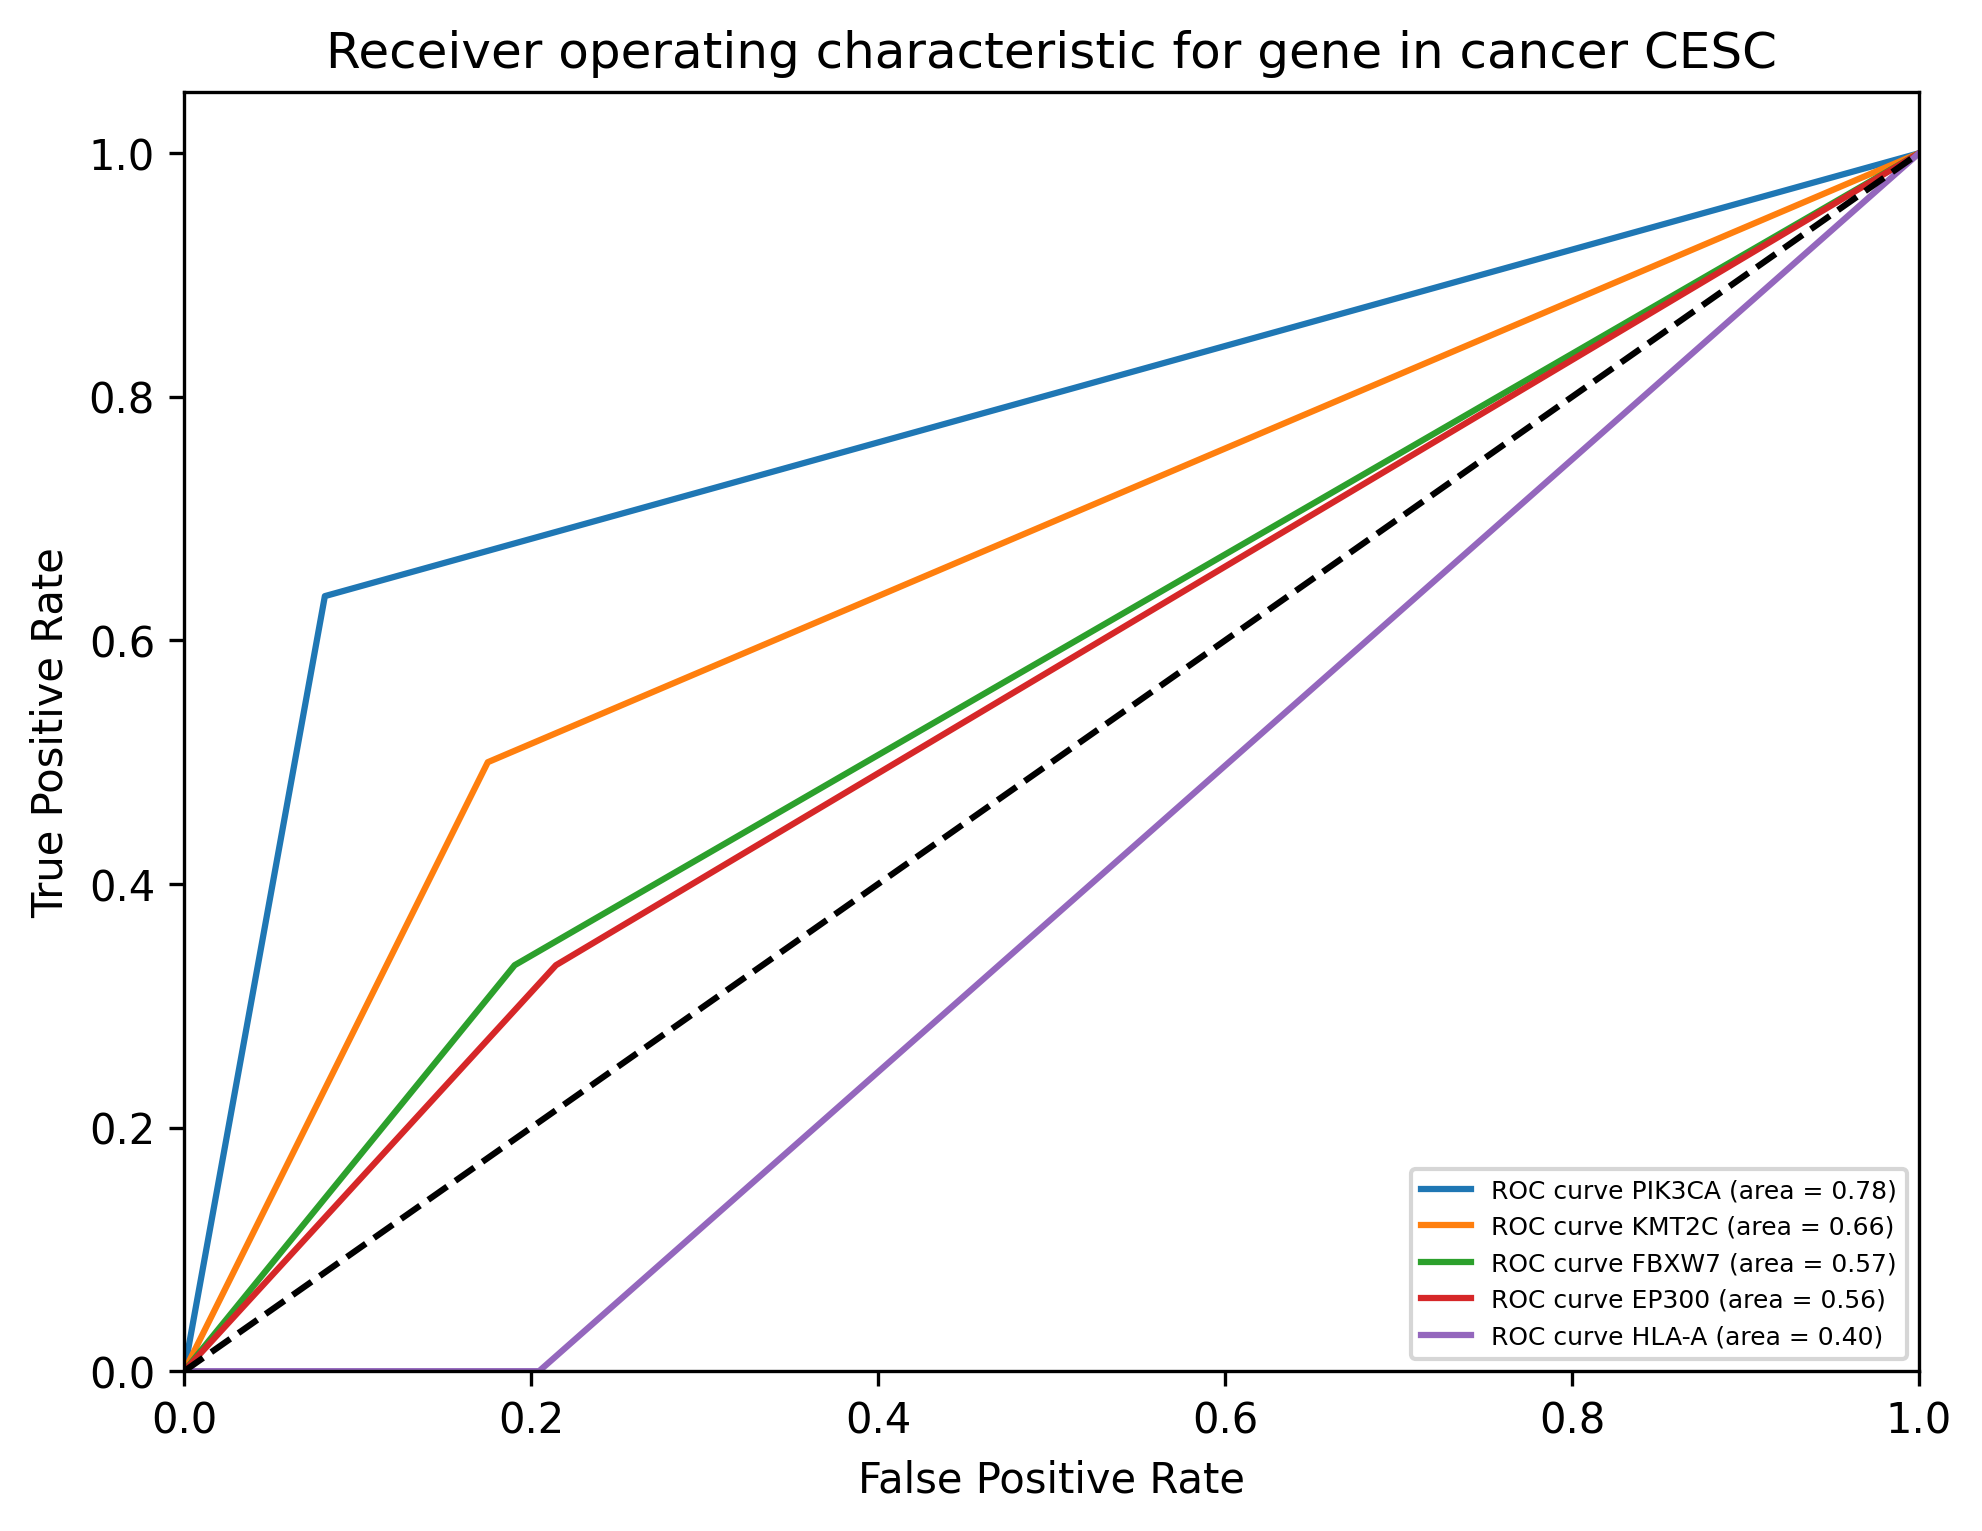 Receiver operating characteristic for gene in cancer CESC
True Positive Rate
1.0
0.8
0.6
0.4
0.2
0.0
ROC curve PIK3CA (area = 0.78)
ROC curve KMT2C (area = 0.66)
ROC curve FBXW7 (area = 0.57)
ROC curve EP300 (area = 0.56)
ROC curve HLA-A (area = 0.40)
0.0 0.2 0.4 0.6 0.8 1.0
False Positive Rate